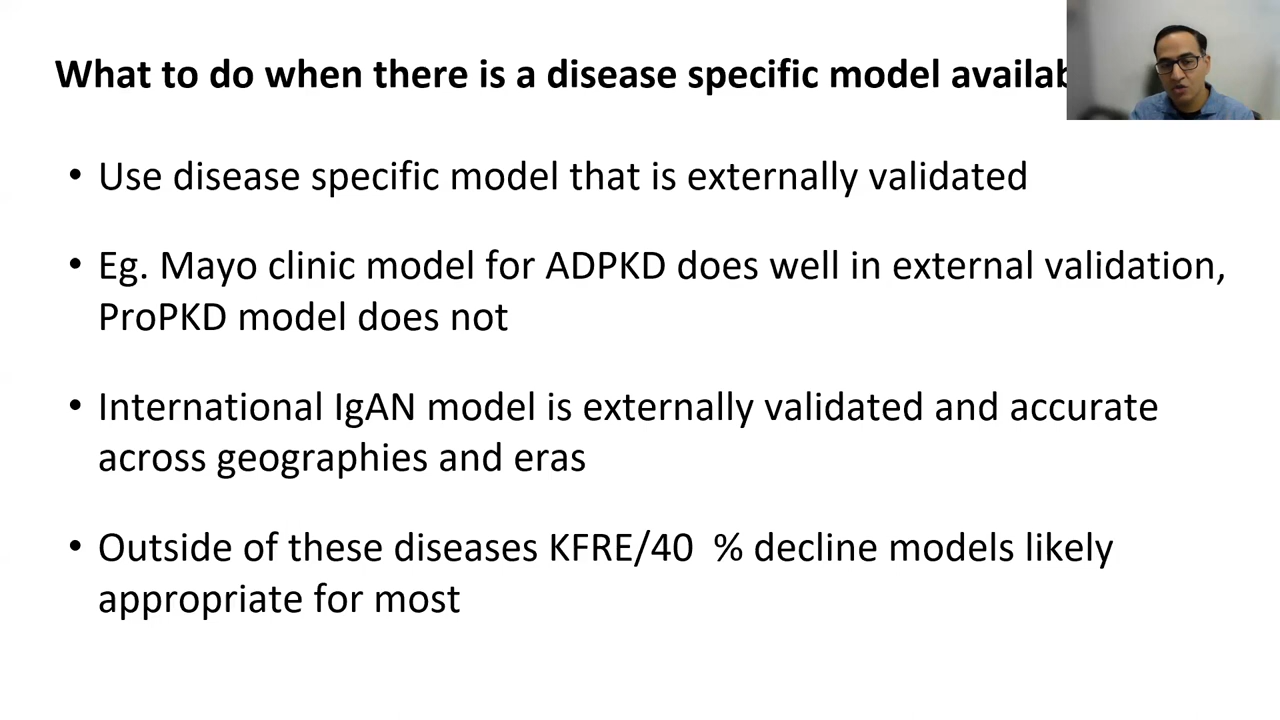 What to do when there is a disease specific model
• Use disease specific model that is externally validated
• Eg. Mayo clinic model for ADPKD does well in external validation,
ProPKD model does not
• International IgAN model is externally validated and accurate
across geographies and eras
• Outside of these diseases KFRE/40 % decline models likely
appropriate for most